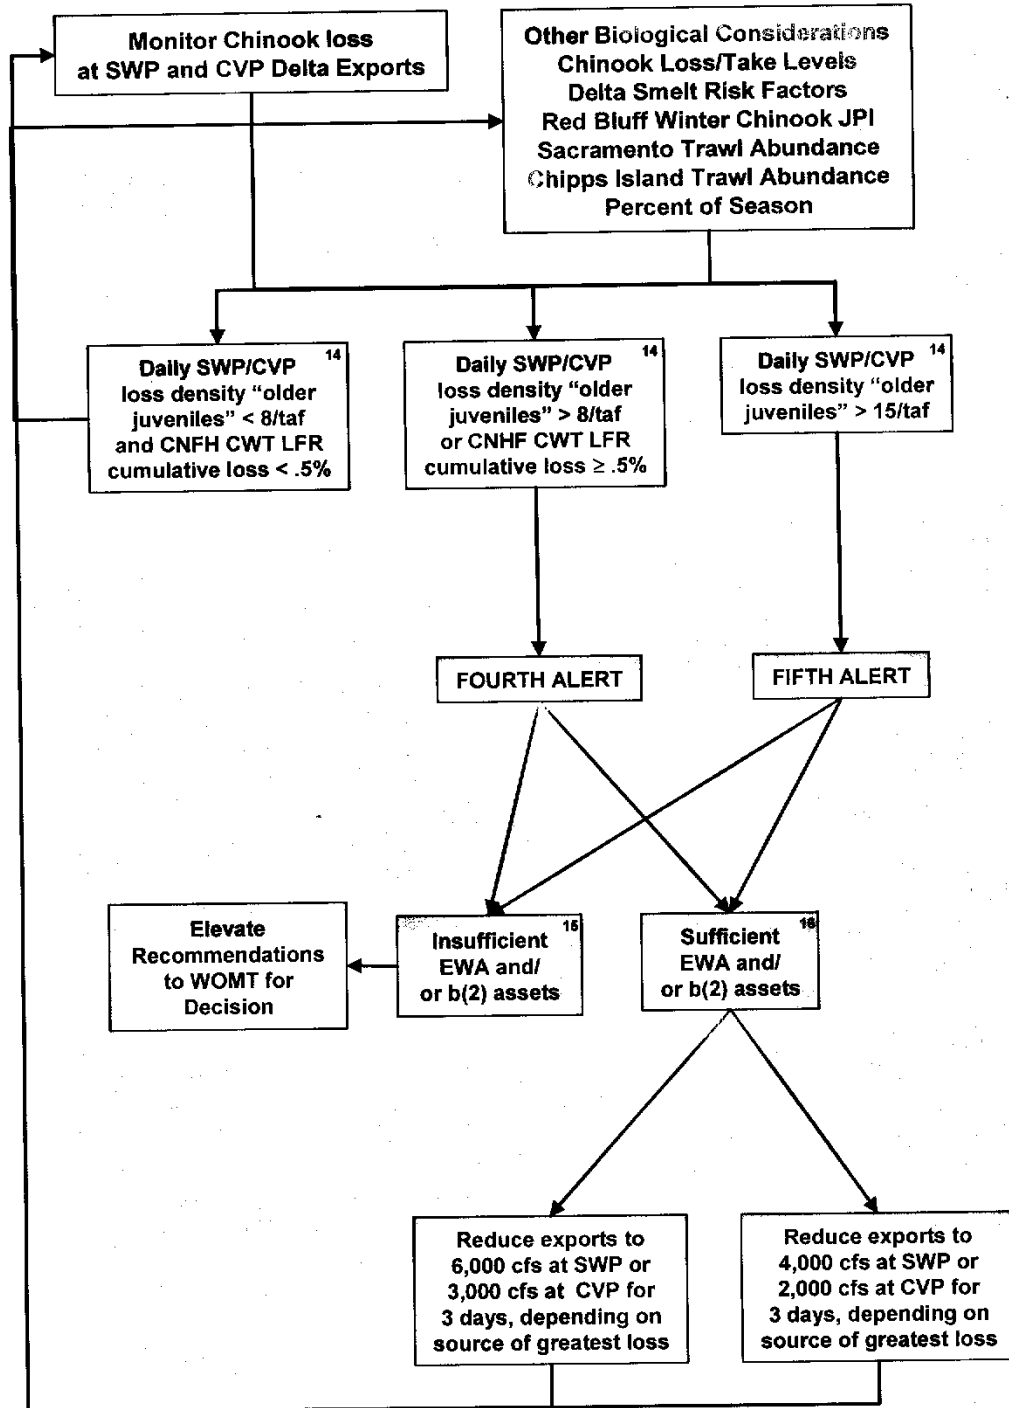 Monitor Chinook loss
at SWP and CVP Delta Exports
Other Biological Considerations
Chinook Loss/Take Levels
Delta Smelt Risk Factors
Red Bluff Winter Chinook JPI
Sacramento Trawl Abundance
Chipps Island Trawl Abundance
Percent of Season
14
Daily SWP/CVP
loss density “older
juveniles” < 8/taf
and CNFH CWT LFR
cumulative loss < .5%
14
Daily SWP/CVP
loss density “older
juveniles” > 8/taf
or CNHF CWT LFR
cumulative loss ≥ .5%
14
Daily SWP/CVP
loss density “older
juveniles” > 15/taf
FOURTH ALERT
FIFTH ALERT
Elevate
Recommendations
to WOMT for
Decision
15
Insufficient
EWA and/
or b(2) assets
16
Sufficient
EWA and/
or b(2) assets
Reduce exports to
6,000 cfs at SWP or
3,000 cfs at CVP for
3 days, depending on
source of greatest loss
Reduce exports to
4,000 cfs at SWP or
2,000 cfs at CVP for
3 days, depending on
source of greatest loss